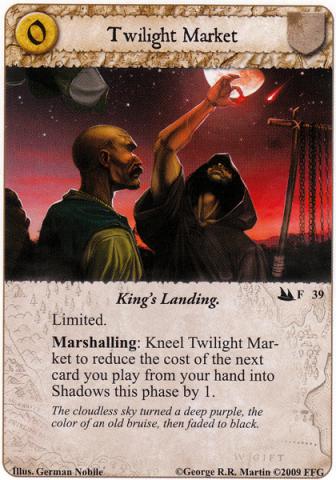 0
Twilight Market
King's Landing.
F 39
Limited.
Marshalling: Kneel Twilight Mar-
ket to reduce the cost of the next
card you play from your hand into
Shadows this phase by 1.
The cloudless sky turned a deep purple, the
color of an old bruise, then faded to black.
W GIFT
Illus. German Nobile ©George R.R. Martin ©2009 FFG